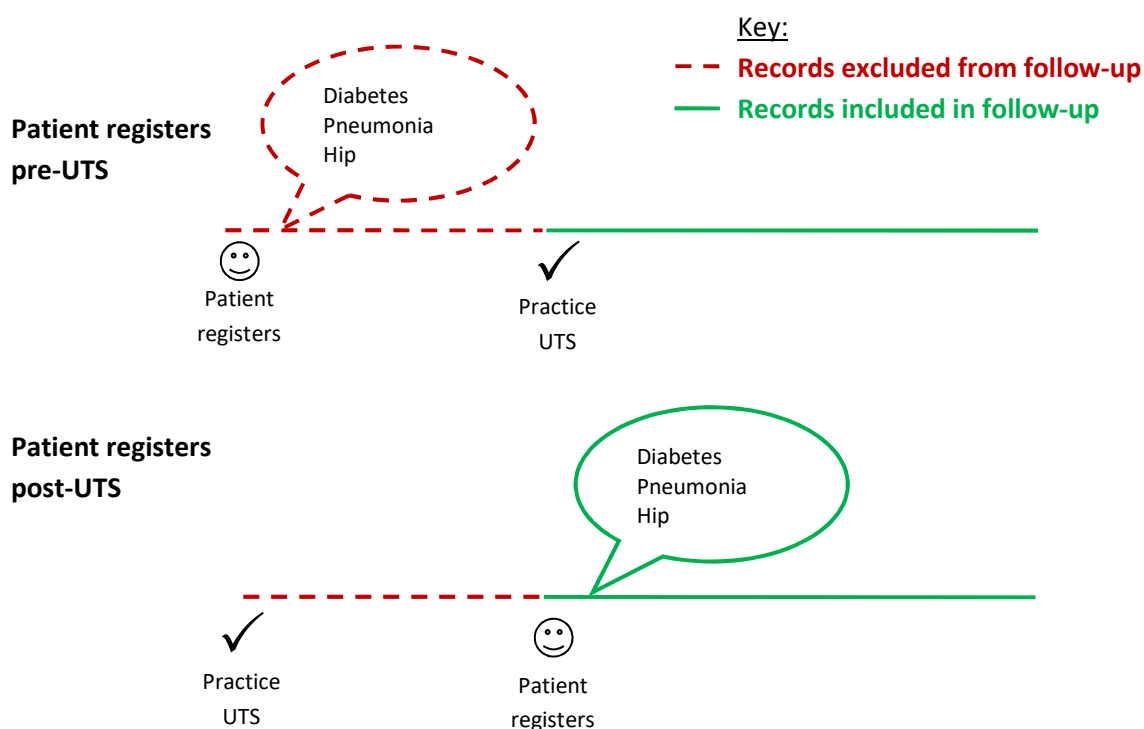 Key:
Records excluded from follow-up
Records included in follow-up
Patient registers
pre-UTS
Diabetes
Pneumonia
Hip
Patient
registers
Practice
UTS
Patient registers
post-UTS
Diabetes
Pneumonia
Hip
Practice
UTS
Patient
registers